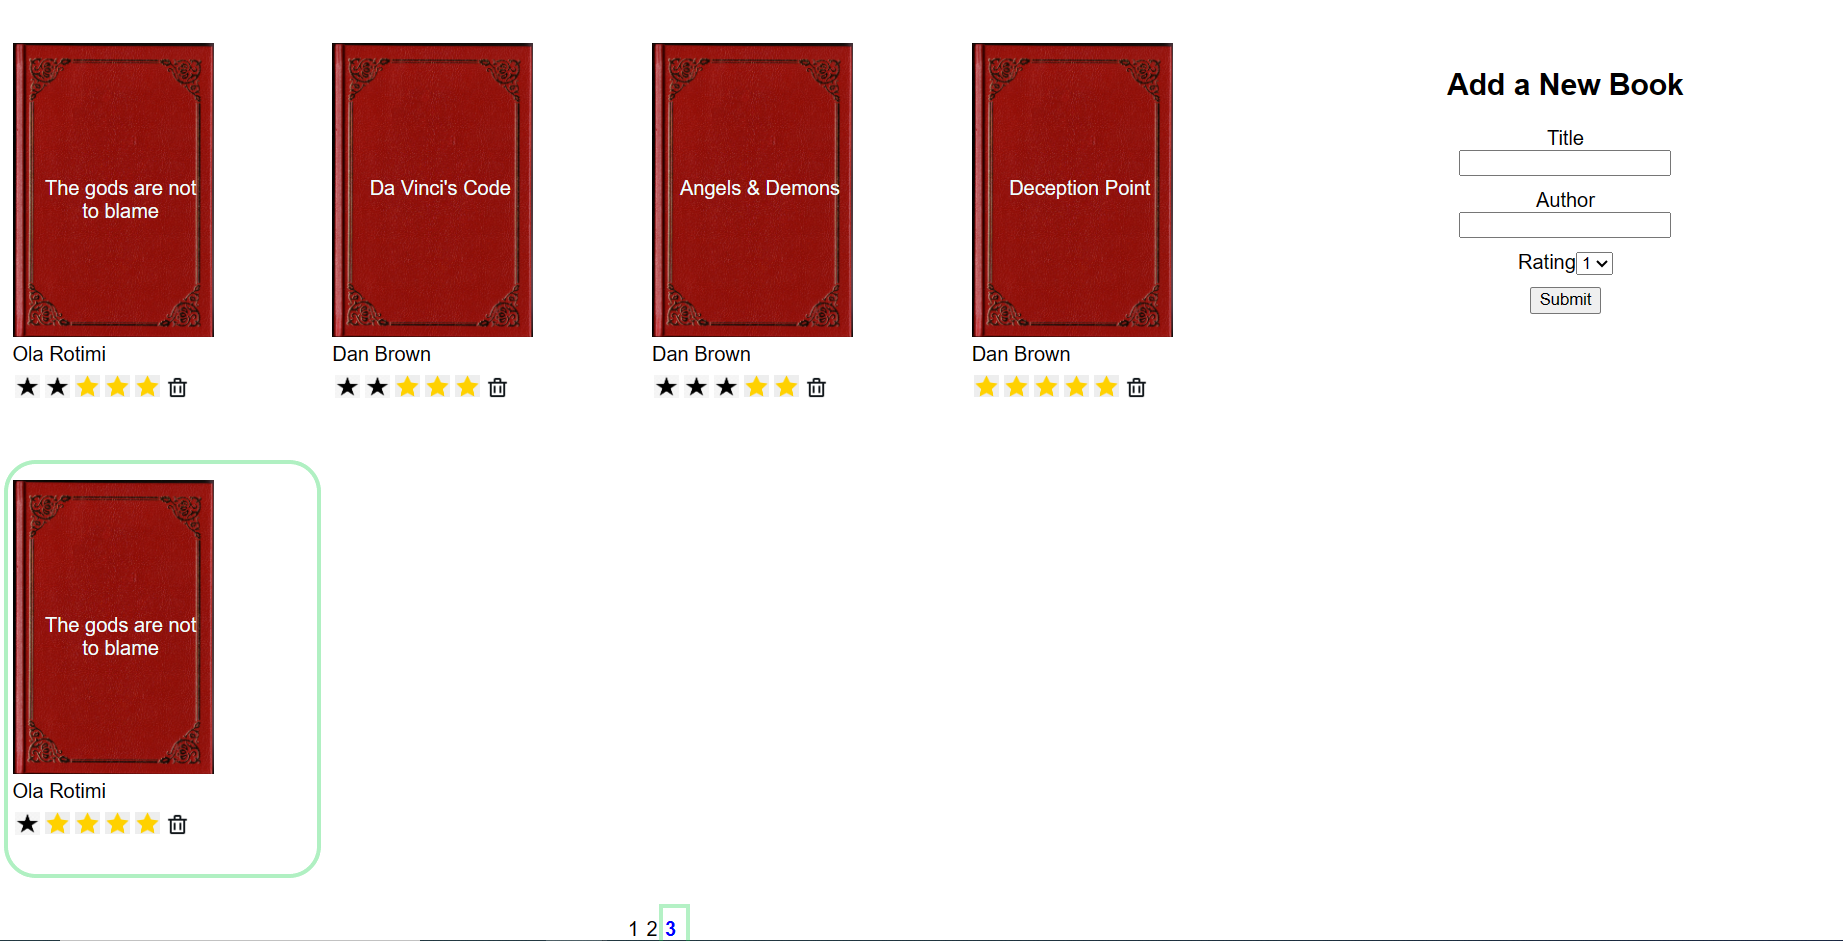 The gods are not
to blame
Ola Rotimi
Da Vinci's Code
Dan Brown
Angels & Demons
Dan Brown
Deception Point
Dan Brown
The gods are not
to blame
Ola Rotimi
1 2 3
Add a New Book
Title
Author
Rating 1
Submit